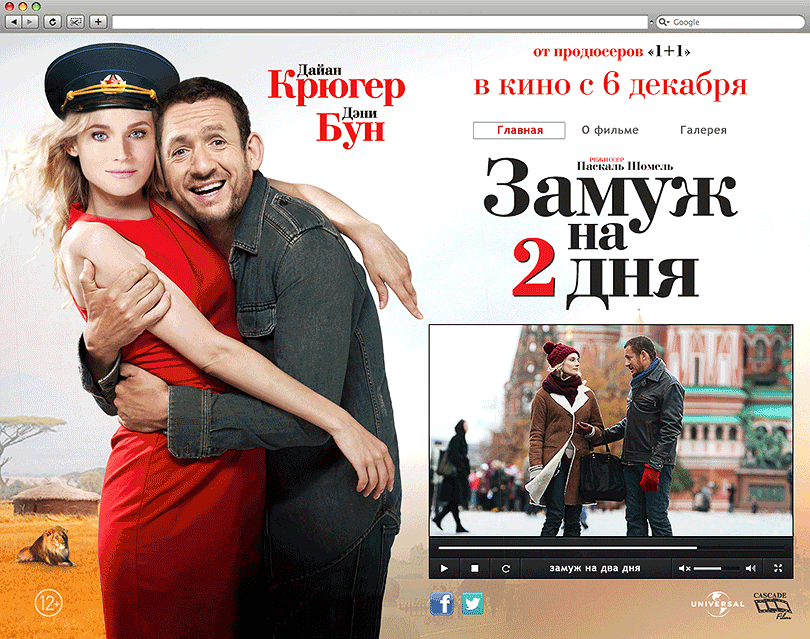 Google
от продюсеров «1+1»
в кино с 6 декабря
Дайан
Крюгер
Дэни
Бун
Главная
О фильме
Галерея
РЕЖИССЕР
Паскаль Шомель
Замуж
на
2 дня
замуж на два дня
12+
f
UNIVERSAL
CASCADE
Film